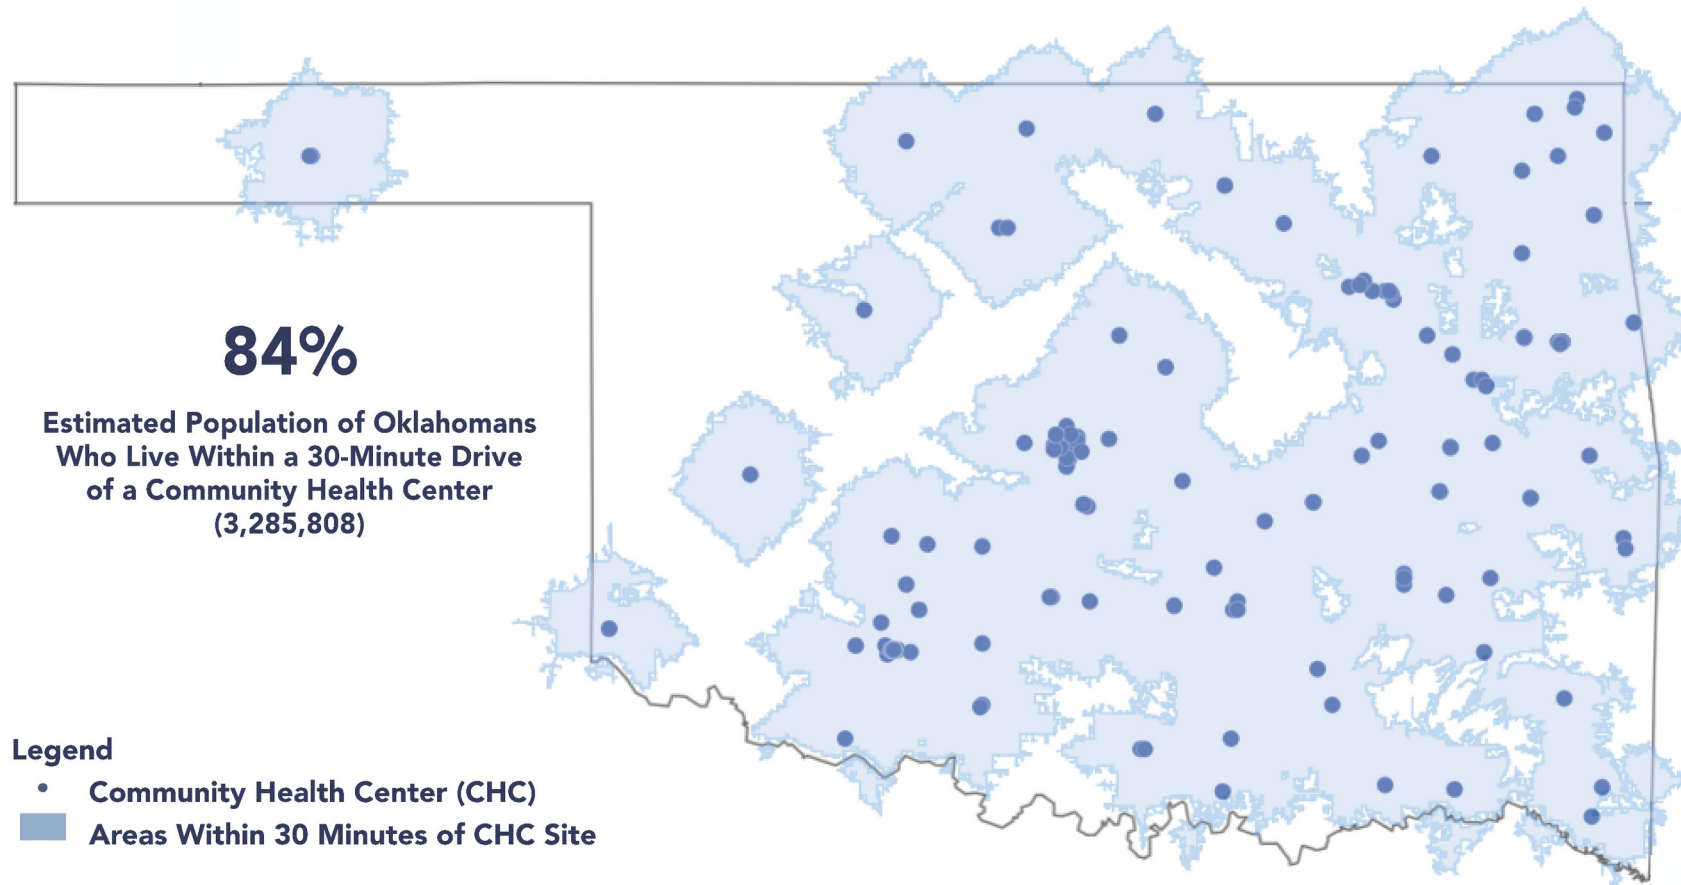 84%
Estimated Population of Oklahomans
Who Live Within a 30-Minute Drive
of a Community Health Center
(3,285,808)
Legend
Community Health Center (CHC)
Areas Within 30 Minutes of CHC Site